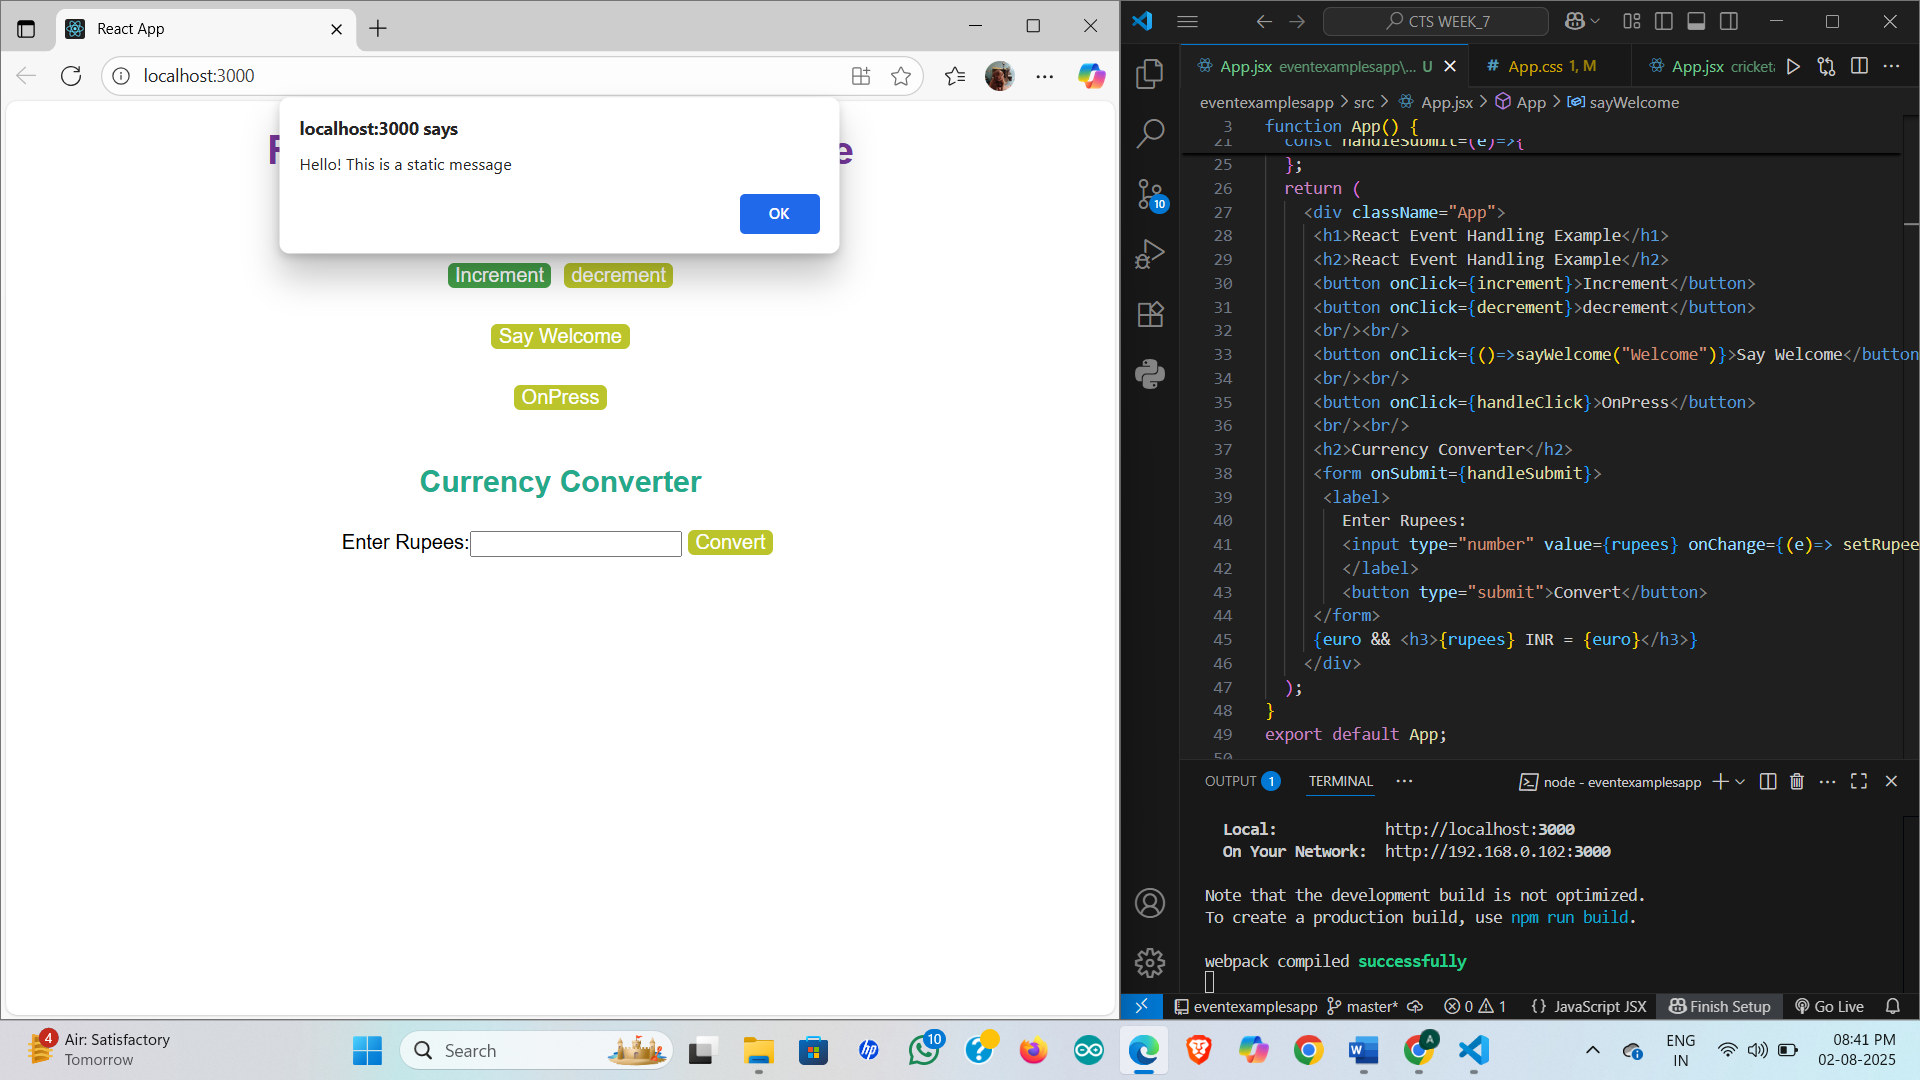 React App
localhost:3000
localhost:3000 says
Hello! This is a static message
OK
Increment decrement
Say Welcome
OnPress
Currency Converter
Enter Rupees: Convert
CTS WEEK_7
App.jsx eventexamplesapp\... U
App.css 1, M
App.jsx
eventexamplesapp > src > App.jsx > App > sayWelcome
3 function App() {
21 const handleSubmit=(e)=>{
25 };
26 return (
27 <div className="App">
28 <h1>React Event Handling Example</h1>
29 <h2>React Event Handling Example</h2>
30 <button onClick={increment}>Increment</button>
31 <button onClick={decrement}>decrement</button>
32 <br/><br/>
33 <button onClick={()=>sayWelcome("Welcome")}>Say Welcome</button
34 <br/><br/>
35 <button onClick={handleClick}>OnPress</button>
36 <br/><br/>
37 <h2>Currency Converter</h2>
38 <form onSubmit={handleSubmit}>
39 <label>
40 Enter Rupees:
41 <input type="number" value={rupees} onChange={(e)=> setRupee
42 </label>
43 <button type="submit">Convert</button>
44 </form>
45 {euro && <h3>{rupees} INR = {euro}</h3>}
46 </div>
47 );
48 }
49 export default App;
50
10
OUTPUT 1 TERMINAL ...
node - eventexamplesapp
Local: http://localhost:3000
On Your Network: http://192.168.0.102:3000
Note that the development build is not optimized.
To create a production build, use npm run build.
webpack compiled successfully
eventexamplesapp master* 0 1 {} JavaScript JSX Finish Setup Go Live
4
Air: Satisfactory
Tomorrow
Search
10
ENG
IN
08:41 PM
02-08-2025